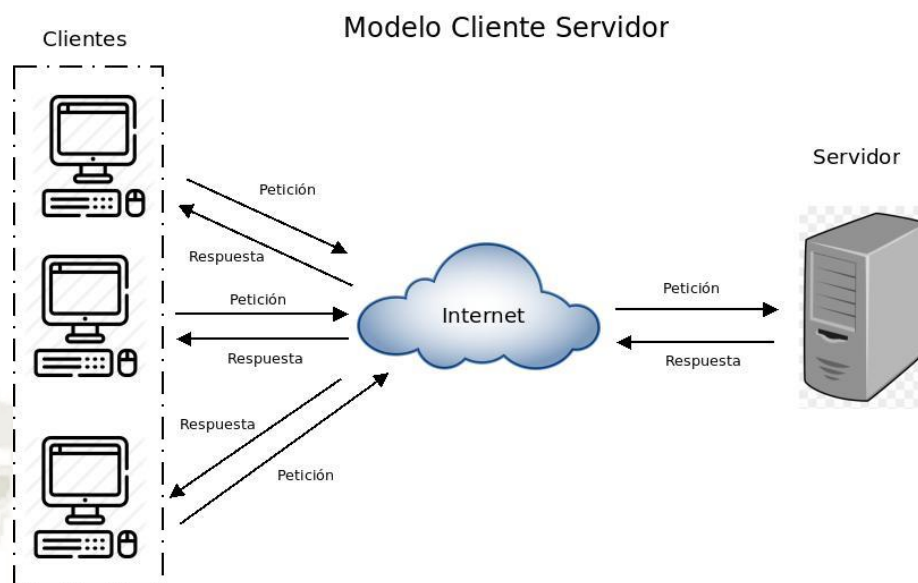 Modelo Cliente Servidor
Clientes
Servidor
Petición
Respuesta
Petición
Respuesta
Respuesta
Petición
Internet
Petición
Respuesta